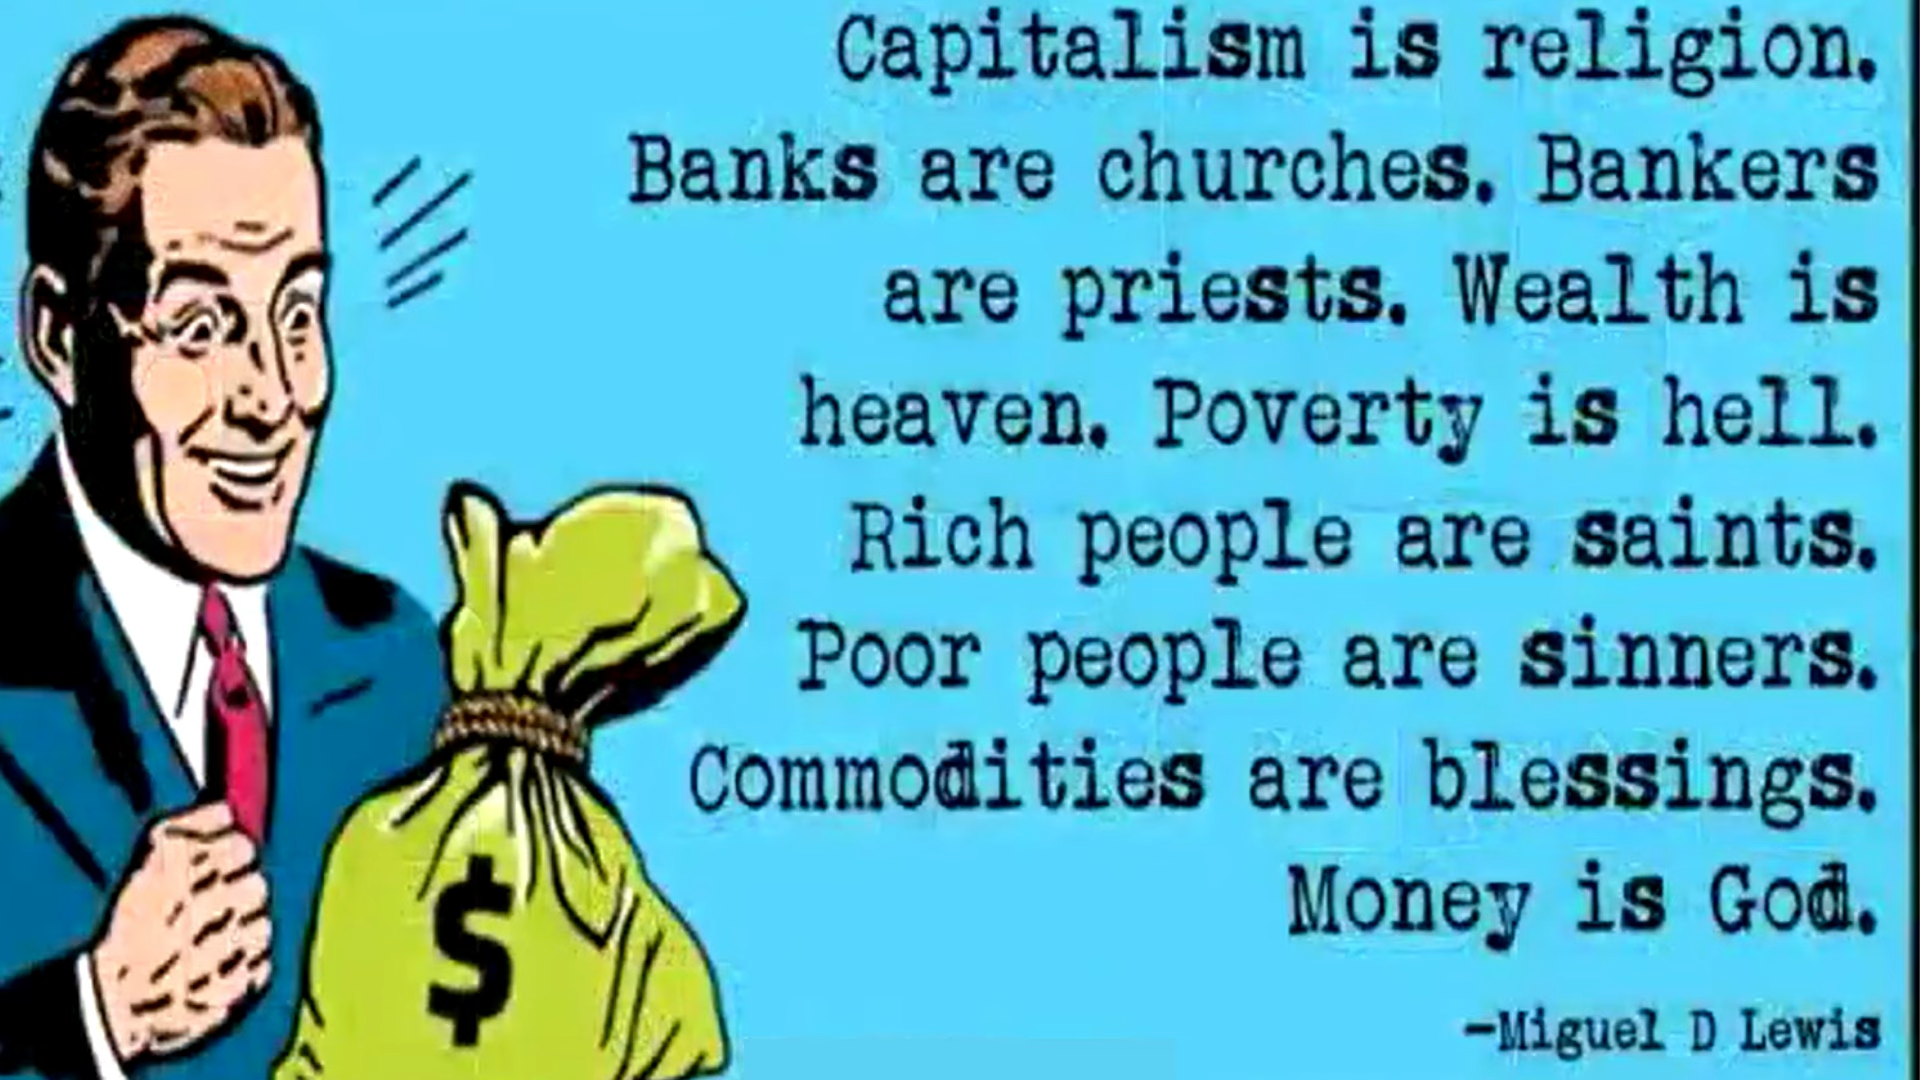 Capitalism is religion.
Banks are churches. Bankers
are priests. Wealth is
heaven. Poverty is hell.
Rich people are saints.
Poor people are sinners.
Commodities are blessings.
Money is God.
—Miguel D Lewis
$